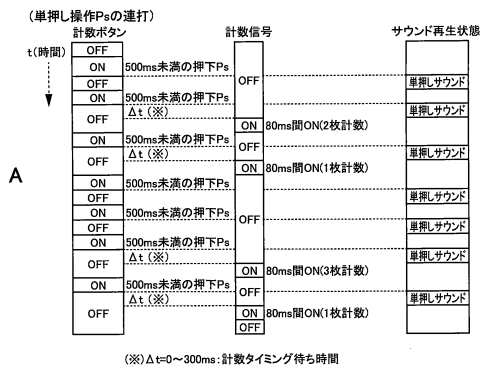 (単押し操作Psの連打)
計数ボタン 計数信号 サウンド再生状態
t(時間)
OFF
ON 500ms未満の押下Ps
OFF OFF 単押しサウンド
ON 500ms未満の押下Ps
OFF Δt(※) 単押しサウンド
ON 80ms間ON(2枚計数)
ON 500ms未満の押下Ps OFF
OFF Δt(※) 単押しサウンド
ON 80ms間ON(1枚計数)
A
ON 500ms未満の押下Ps
OFF 単押しサウンド
ON 500ms未満の押下Ps OFF
OFF 単押しサウンド
ON 500ms未満の押下Ps
OFF Δt(※) 単押しサウンド
ON 80ms間ON(3枚計数)
ON 500ms未満の押下Ps OFF
Δt(※) 単押しサウンド
OFF ON 80ms間ON(1枚計数)
OFF
(※)Δt=0~300ms:計数タイミング待ち時間